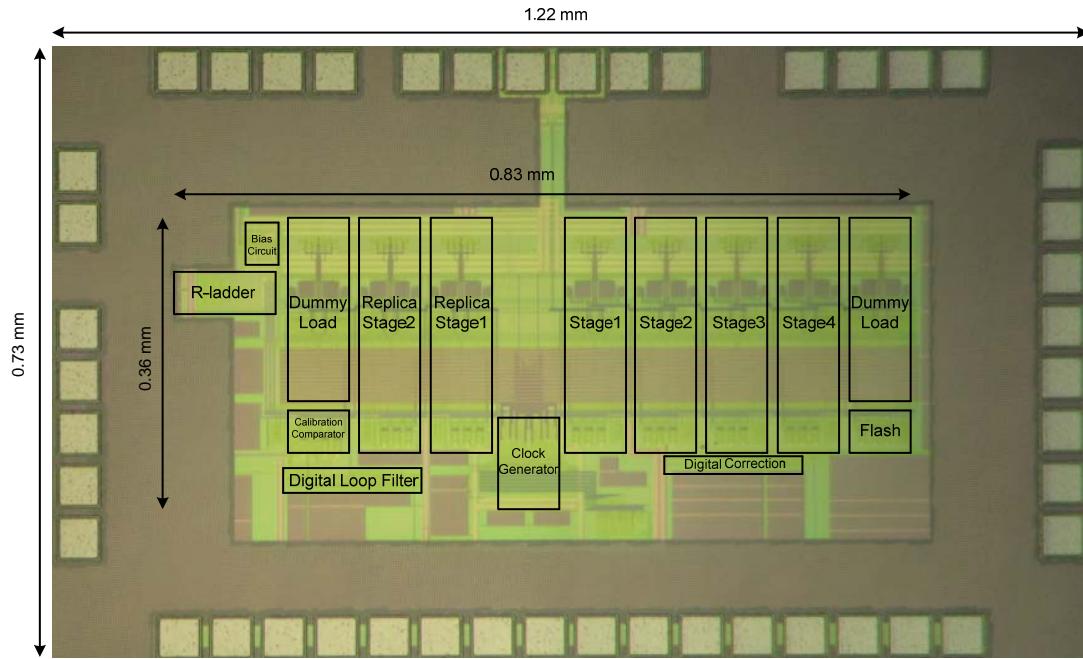 1.22 mm
0.83 mm
0.73 mm
0.36 mm
Bias
Circuit
R-ladder
Dummy
Load
Replica
Stage2
Replica
Stage1
Stage1
Stage2
Stage3
Stage4
Dummy
Load
Calibration
Comparator
Flash
Clock
Generator
Digital Correction
Digital Loop Filter